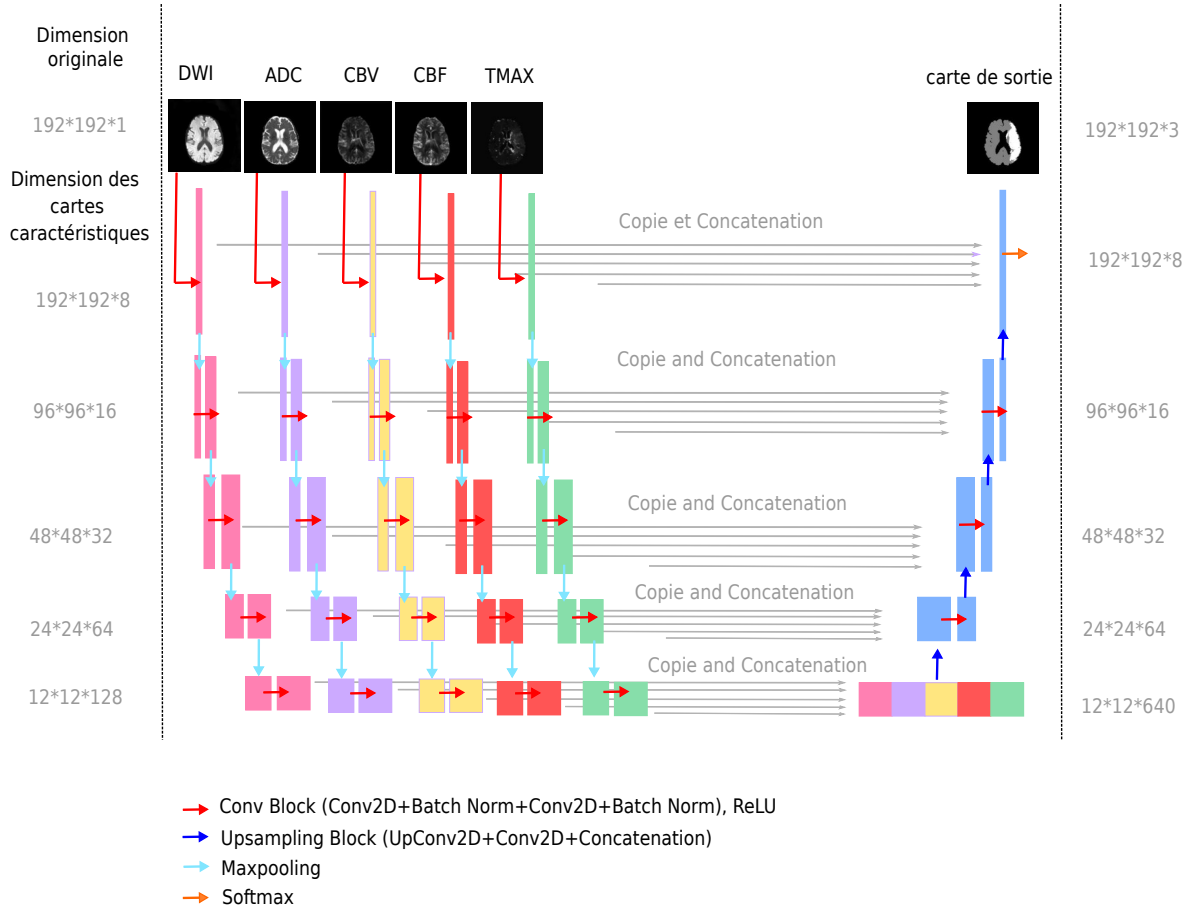 Dimension
originale
DWI
ADC
CBV
CBF
TMAX
carte de sortie
192*192*1
192*192*3
Dimension des
cartes
caractéristiques
Copie et Concatenation
192*192*8
192*192*8
Copie and Concatenation
96*96*16
96*96*16
Copie and Concatenation
48*48*32
48*48*32
Copie and Concatenation
24*24*64
24*24*64
Copie and Concatenation
12*12*128
12*12*640
Conv Block (Conv2D+Batch Norm+Conv2D+Batch Norm), ReLU
Upsampling Block (UpConv2D+Conv2D+Concatenation)
Maxpooling
Softmax